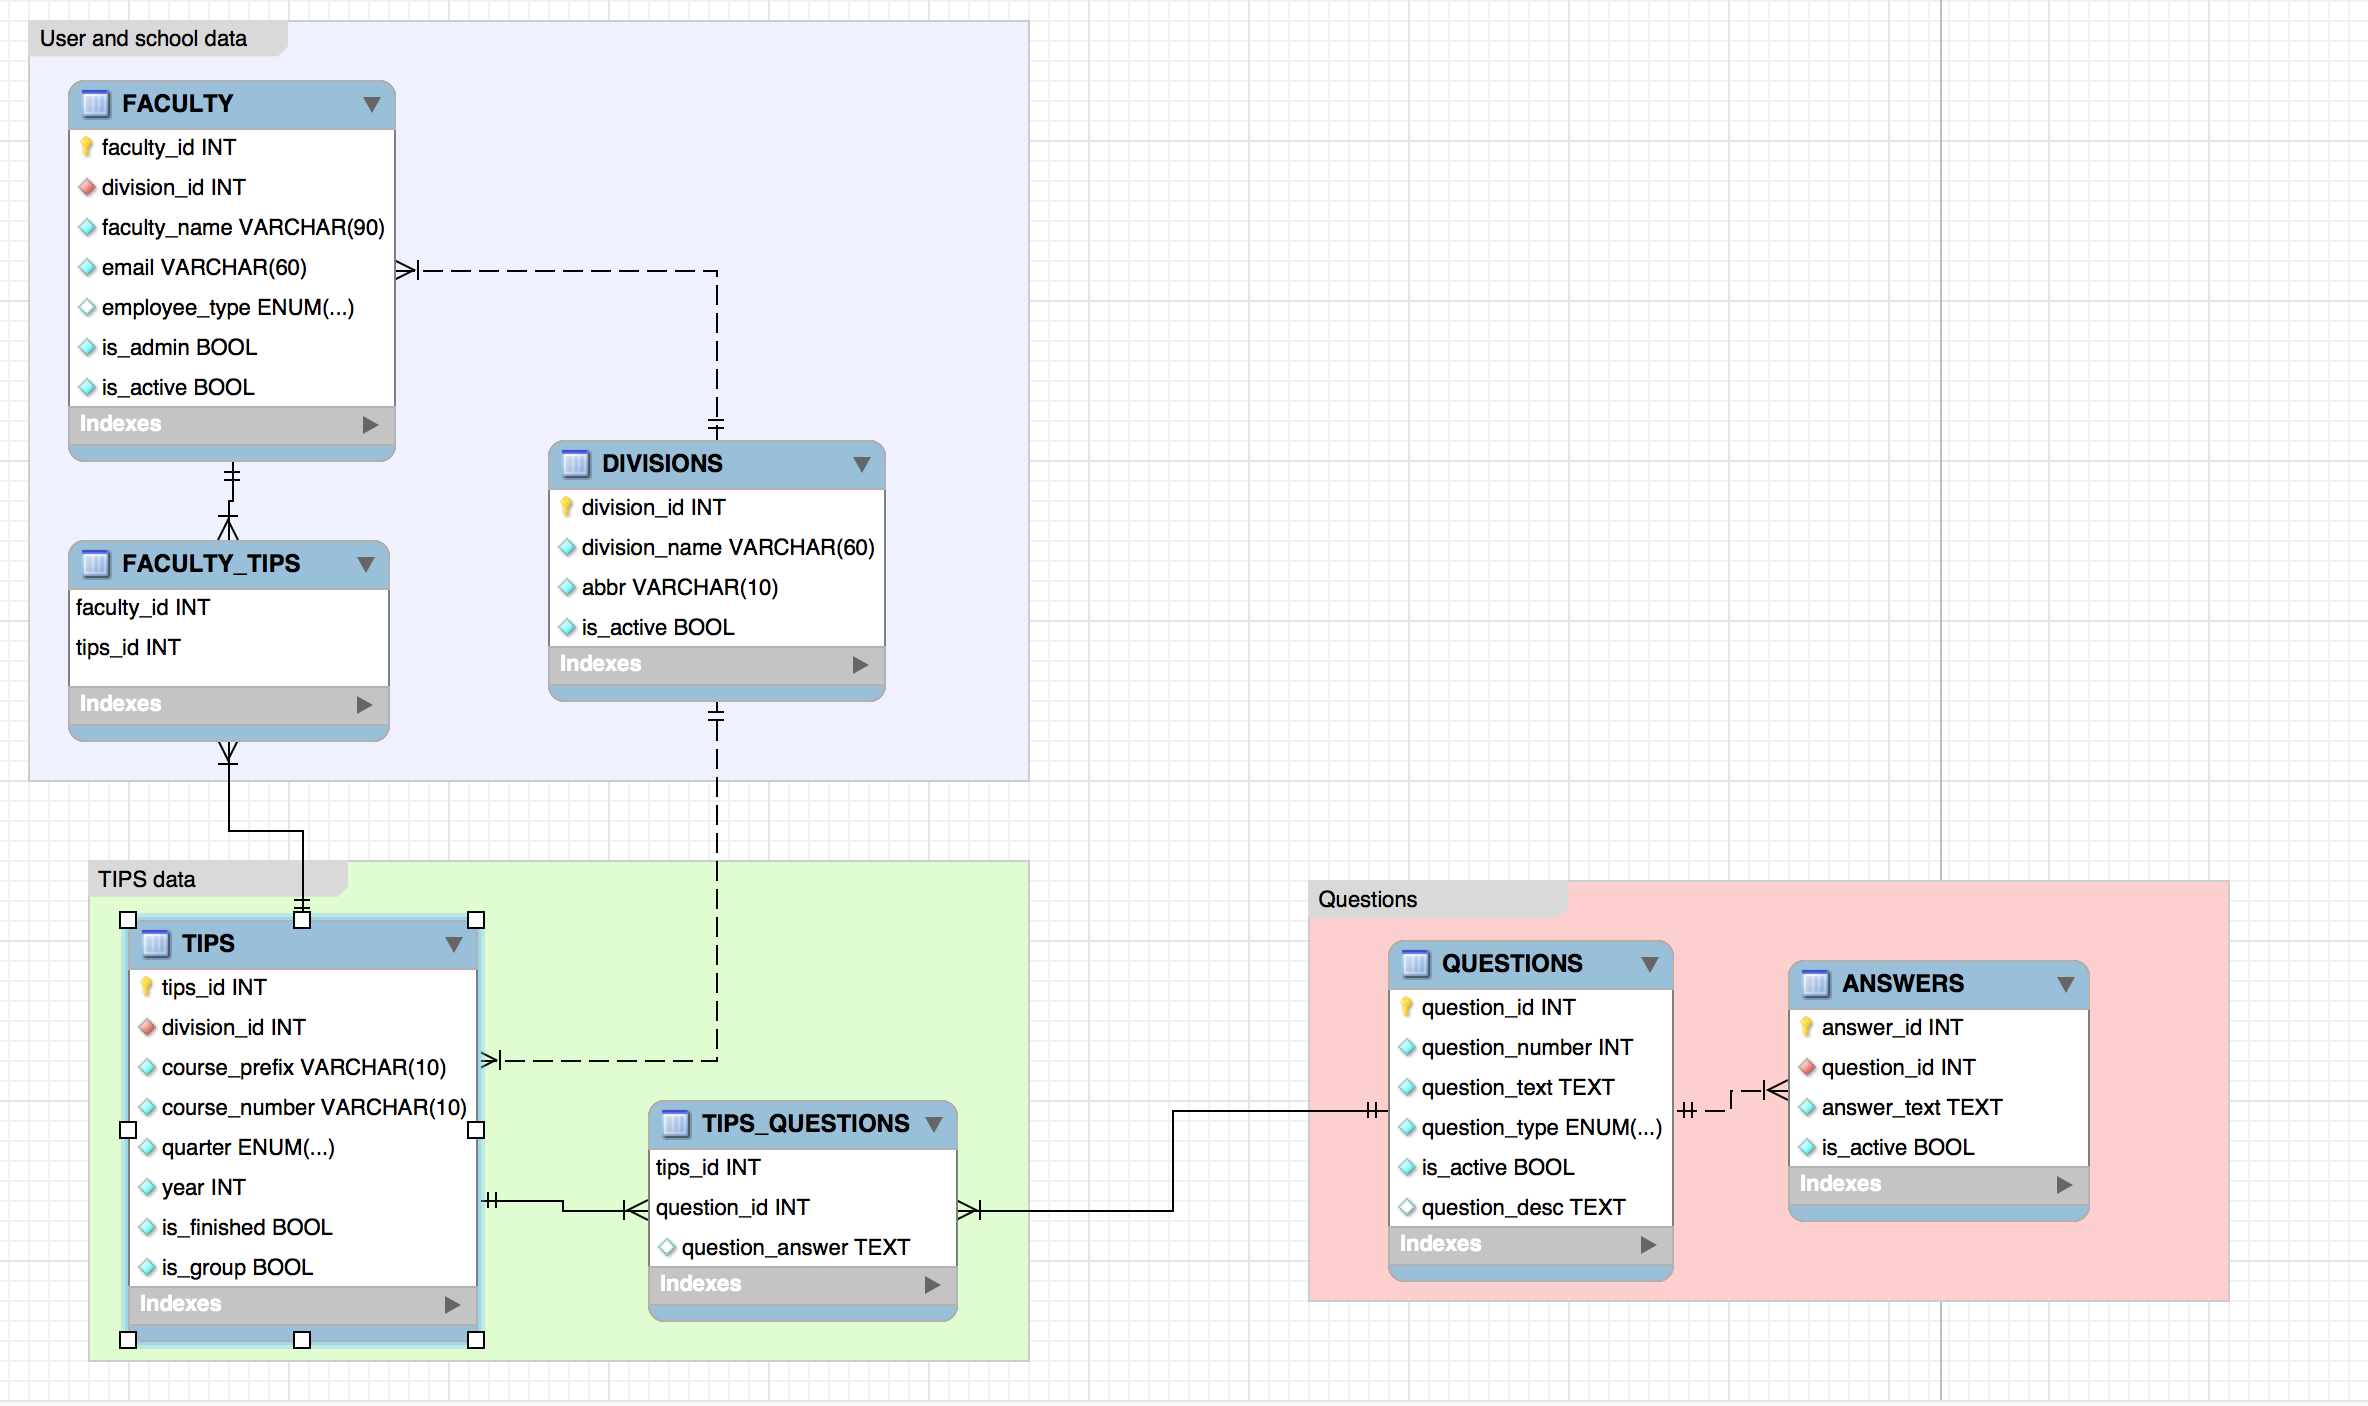 User and school data
FACULTY
faculty_id INT
division_id INT
faculty_name VARCHAR(90)
email VARCHAR(60)
employee_type ENUM(...)
is_admin BOOL
is_active BOOL
Indexes
DIVISIONS
division_id INT
division_name VARCHAR(60)
abbr VARCHAR(10)
is_active BOOL
Indexes
FACULTY_TIPS
faculty_id INT
tips_id INT
Indexes
TIPS data
TIPS
tips_id INT
division_id INT
course_prefix VARCHAR(10)
course_number VARCHAR(10)
quarter ENUM(...)
year INT
is_finished BOOL
is_group BOOL
Indexes
TIPS_QUESTIONS
tips_id INT
question_id INT
question_answer TEXT
Indexes
Questions
QUESTIONS
question_id INT
question_number INT
question_text TEXT
question_type ENUM(...)
is_active BOOL
question_desc TEXT
Indexes
ANSWERS
answer_id INT
question_id INT
answer_text TEXT
is_active BOOL
Indexes